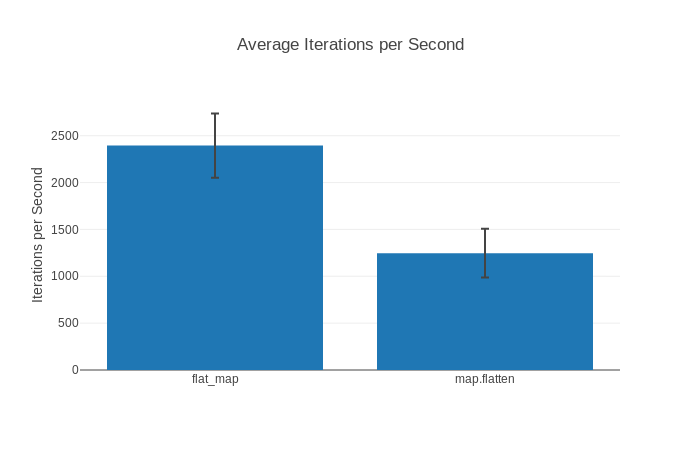 Average Iterations per Second
Iterations per Second
2500
2000
1500
1000
500
0
flat_map
map.flatten